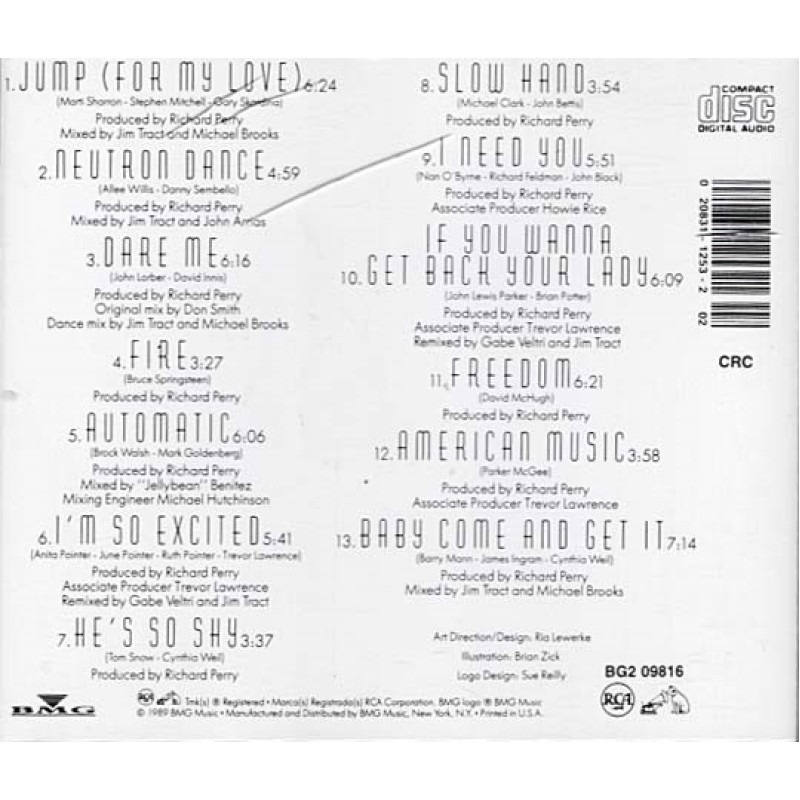 1. JUMP (FOR MY LOVE) 6:24
(Marti Sharron - Stephen Mitchell - Gary Skardina)
Produced by Richard Perry
Mixed by Jim Tract and Michael Brooks
2. NEUTRON DANCE 4:59
(Allee Willis - Danny Sembello)
Produced by Richard Perry
Mixed by Jim Tract and John Arrias
3. DARE ME 6:16
(John Lorber - David Innis)
Produced by Richard Perry
Original mix by Don Smith
Dance mix by Jim Tract and Michael Brooks
4. FIRE 3:27
(Bruce Springsteen)
Produced by Richard Perry
5. AUTOMATIC 6:06
(Brock Walsh - Mark Goldenberg)
Produced by Richard Perry
Mixed by "Jellybean" Benitez
Mixing Engineer Michael Hutchinson
6. I'M SO EXCITED 5:41
(Anita Pointer - June Pointer - Ruth Pointer - Trevor Lawrence)
Produced by Richard Perry
Associate Producer Trevor Lawrence
Remixed by Gabe Veltri and Jim Tract
7. HE'S SO SHY 3:37
(Tom Snow - Cynthia Weil)
Produced by Richard Perry
8. SLOW HAND 3:54
(Michael Clark - John Bettis)
Produced by Richard Perry
9. I NEED YOU 5:51
(Nan O'Byrne - Richard Feldman - John Black)
Produced by Richard Perry
Associate Producer Howie Rice
IF YOU WANNA
10. GET BACK YOUR LADY 6:09
(John Lewis Parker - Brian Potter)
Produced by Richard Perry
Associate Producer Trevor Lawrence
Remixed by Gabe Veltri and Jim Tract
11. FREEDOM 6:21
(David McHugh)
Produced by Richard Perry
12. AMERICAN MUSIC 3:58
(Parker McGee)
Produced by Richard Perry
Associate Producer Trevor Lawrence
13. BABY COME AND GET IT 7:14
(Barry Mann - James Ingram - Cynthia Weil)
Produced by Richard Perry
Mixed by Jim Tract and Michael Brooks
COMPACT
disc
DIGITAL AUDIO
0 20831-1253-2 02
CRC
Art Direction/Design: Ria Lewerke
Illustration: Brian Zick
Logo Design: Sue Reilly
BG2 09816
RCA
BMG
Tmk(s) ® Registered • Marca(s) Registrada(s) RCA Corporation. BMG logo ® BMG Music
© 1989 BMG Music • Manufactured and Distributed by BMG Music, New York, N.Y. • Printed in U.S.A.